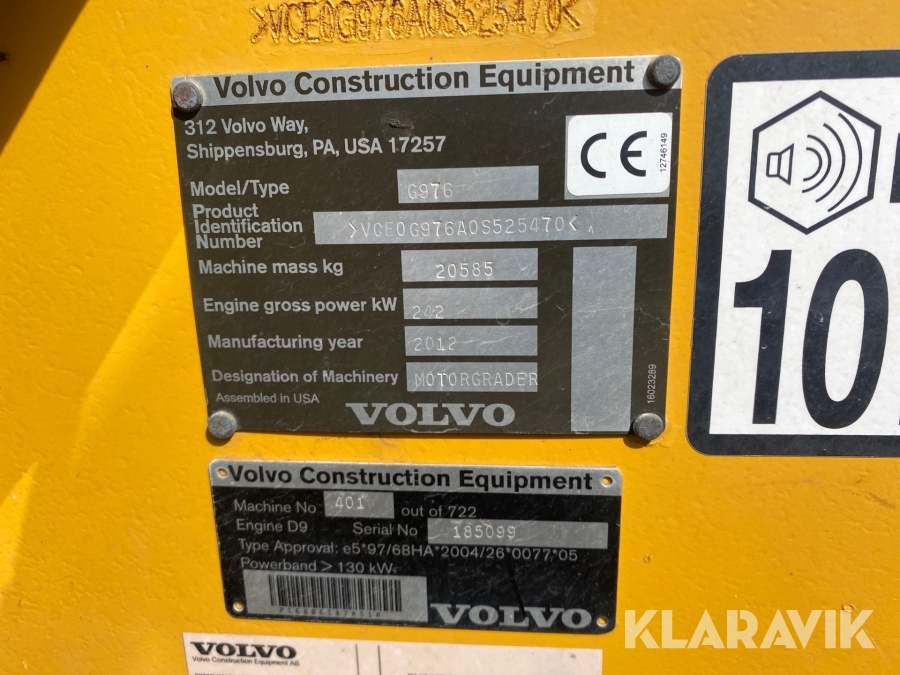 >VCE0G976A0S525470<
Volvo Construction Equipment
312 Volvo Way,
Shippensburg, PA, USA 17257
CE
12746149
Model/Type G976
Product Identification Number >VCE0G976A0S525470<
Machine mass kg 20585
Engine gross power kW 242
Manufacturing year 2012
Designation of Machinery MOTORGRADER
Assembled in USA
VOLVO
16023289
10
Volvo Construction Equipment
Machine No 401 out of 722
Engine D9 Serial No 185099
Type Approval: e5*97/68HA*2004/26*0077*05
Powerband > 130 kW
VOLVO
VOLVO
Volvo Construction Equipment AB
KLARAVIK